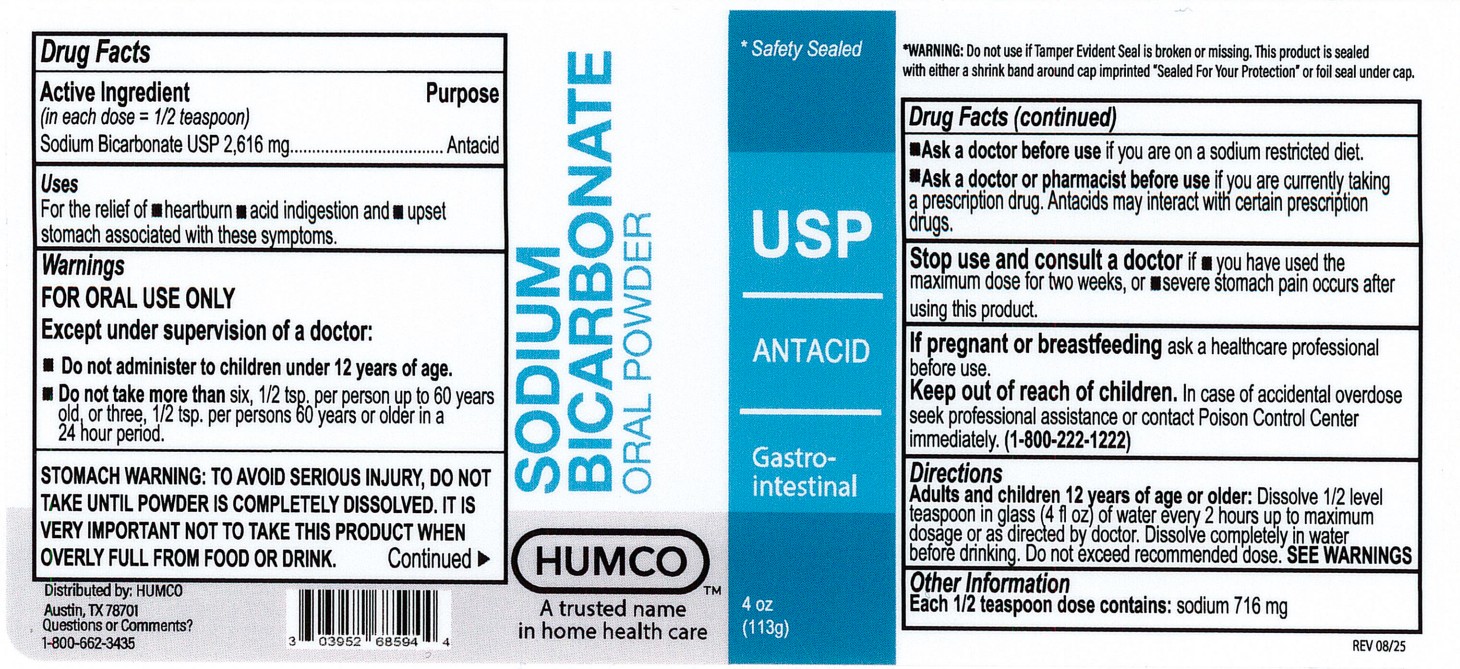 Drug Facts
Active Ingredient Purpose
(in each dose = 1/2 teaspoon)
Sodium Bicarbonate USP 2,616 mg.................................. Antacid
Uses
For the relief of ■ heartburn ■ acid indigestion and ■ upset
stomach associated with these symptoms.
Warnings
FOR ORAL USE ONLY
Except under supervision of a doctor:
■ Do not administer to children under 12 years of age.
■ Do not take more than six, 1/2 tsp. per person up to 60 years
old, or three, 1/2 tsp. per persons 60 years or older in a
24 hour period.
STOMACH WARNING: TO AVOID SERIOUS INJURY, DO NOT
TAKE UNTIL POWDER IS COMPLETELY DISSOLVED. IT IS
VERY IMPORTANT NOT TO TAKE THIS PRODUCT WHEN
OVERLY FULL FROM FOOD OR DRINK. Continued ▶
Distributed by: HUMCO
Austin, TX 78701
Questions or Comments?
1-800-662-3435
3 03952 68594 4
SODIUM
BICARBONATE
ORAL POWDER
HUMCO ™
A trusted name
in home health care
* Safety Sealed
USP
ANTACID
Gastro-
intestinal
4 oz
(113g)
*WARNING: Do not use if Tamper Evident Seal is broken or missing. This product is sealed
with either a shrink band around cap imprinted "Sealed For Your Protection" or foil seal under cap.
Drug Facts (continued)
■ Ask a doctor before use if you are on a sodium restricted diet.
■ Ask a doctor or pharmacist before use if you are currently taking
a prescription drug. Antacids may interact with certain prescription
drugs.
Stop use and consult a doctor if ■ you have used the
maximum dose for two weeks, or ■ severe stomach pain occurs after
using this product.
If pregnant or breastfeeding ask a healthcare professional
before use.
Keep out of reach of children. In case of accidental overdose
seek professional assistance or contact Poison Control Center
immediately. (1-800-222-1222)
Directions
Adults and children 12 years of age or older: Dissolve 1/2 level
teaspoon in glass (4 fl oz) of water every 2 hours up to maximum
dosage or as directed by doctor. Dissolve completely in water
before drinking. Do not exceed recommended dose. SEE WARNINGS
Other Information
Each 1/2 teaspoon dose contains: sodium 716 mg
REV 08/25